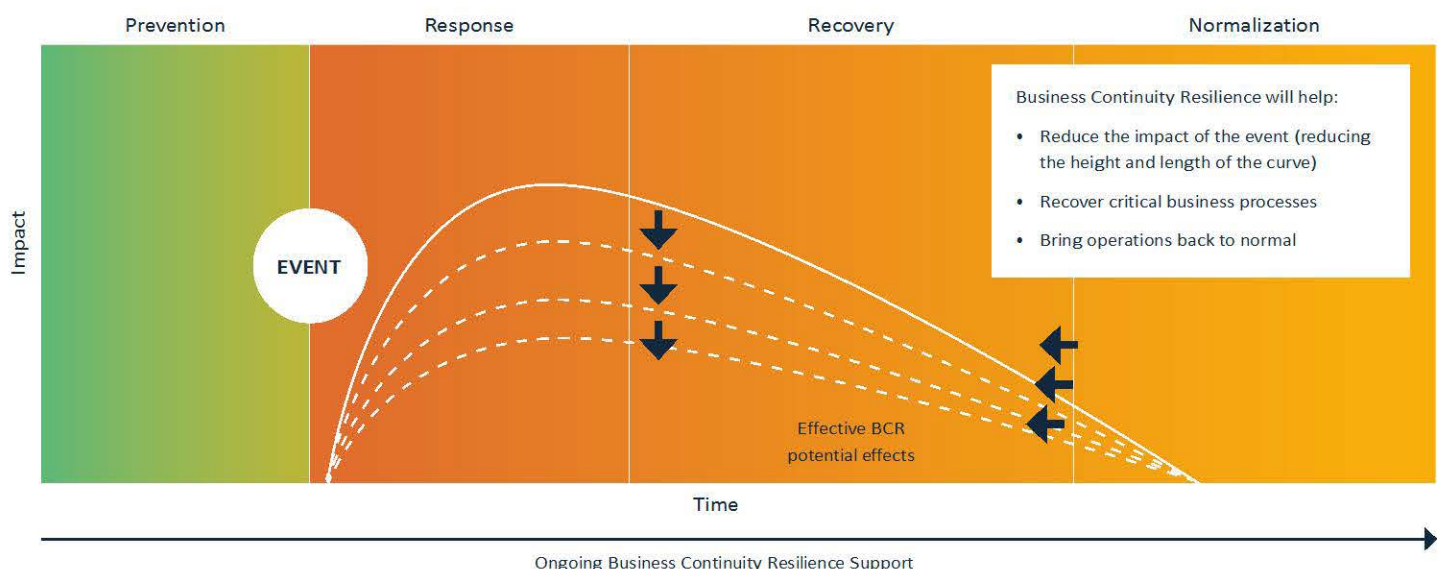 Prevention
Response
Recovery
Normalization
Business Continuity Resilience will help:
• Reduce the impact of the event (reducing
the height and length of the curve)
• Recover critical business processes
• Bring operations back to normal
Impact
EVENT
Effective BCR
potential effects
Time
Ongoing Business Continuity Resilience Support